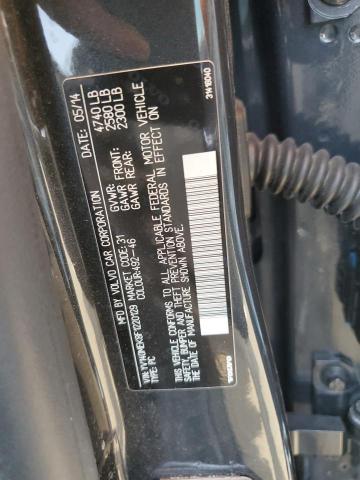 MFD BY VOLVO CAR CORPORATION DATE: 05/14
MARKET CODE: 31 GVWR: 4740 LB
COLOUR:492-46 GAWR FRONT: 2580 LB
GAWR REAR: 2300 LB
THIS VEHICLE CONFORMS TO ALL APPLICABLE FEDERAL MOTOR VEHICLE
SAFETY, BUMPER AND THEFT PREVENTION STANDARDS IN EFFECT ON
THE DATE OF MANUFACTURE SHOWN ABOVE.
VIN:
TYPE: PC
VOLVO